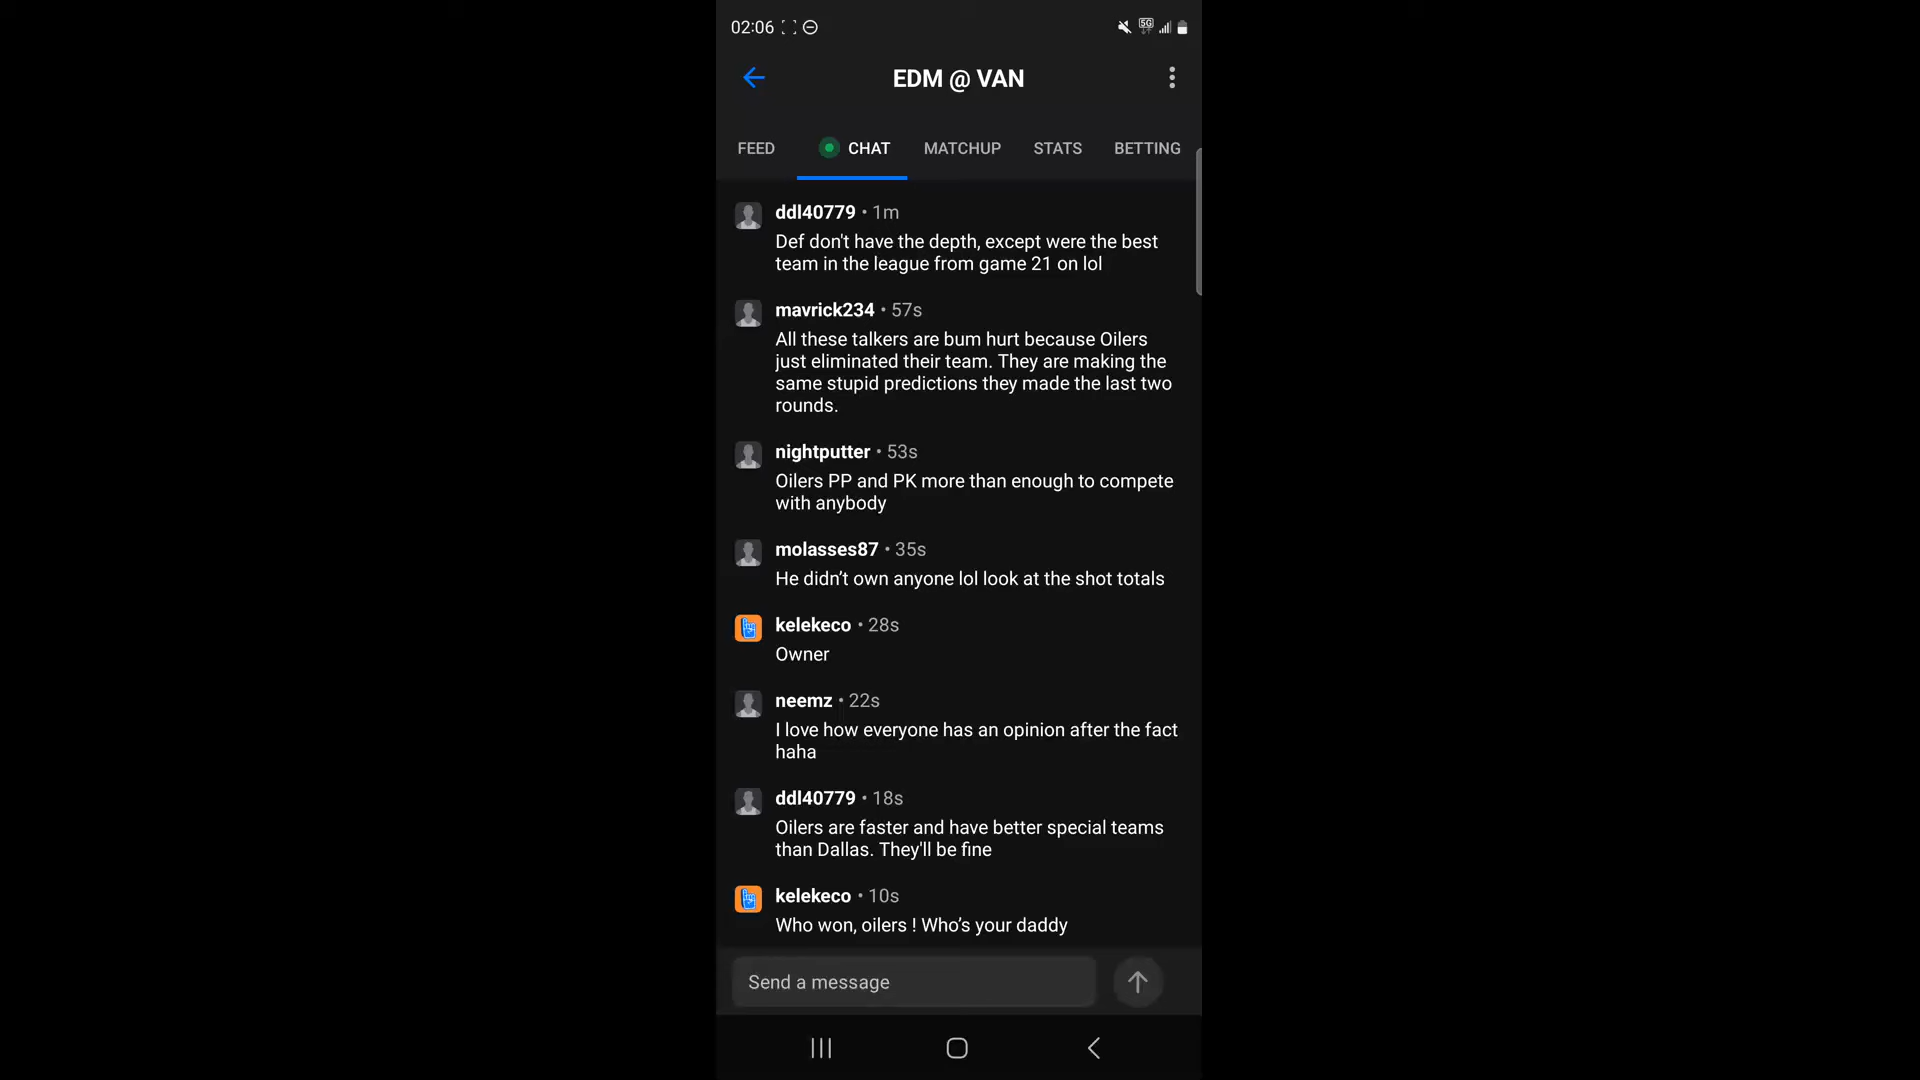 02:06
5G
EDM @ VAN
FEED CHAT MATCHUP STATS BETTING
ddl40779 • 1m
Def don't have the depth, except were the best
team in the league from game 21 on lol
mavrick234 • 57s
All these talkers are bum hurt because Oilers
just eliminated their team. They are making the
same stupid predictions they made the last two
rounds.
nightputter • 53s
Oilers PP and PK more than enough to compete
with anybody
molasses87 • 35s
He didn’t own anyone lol look at the shot totals
kelekeco • 28s
Owner
neemz • 22s
I love how everyone has an opinion after the fact
haha
ddl40779 • 18s
Oilers are faster and have better special teams
than Dallas. They'll be fine
kelekeco • 10s
Who won, oilers ! Who’s your daddy
Send a message